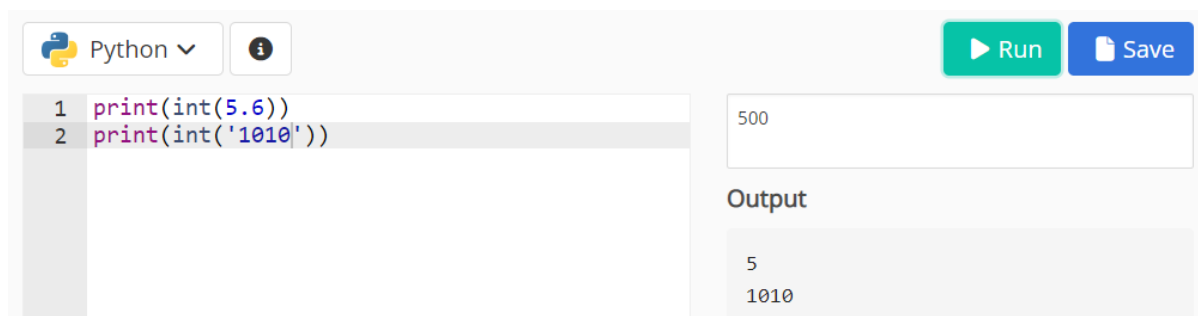 Python
Run
Save
1 print(int(5.6))
2 print(int('1010'))
500
Output
5
1010